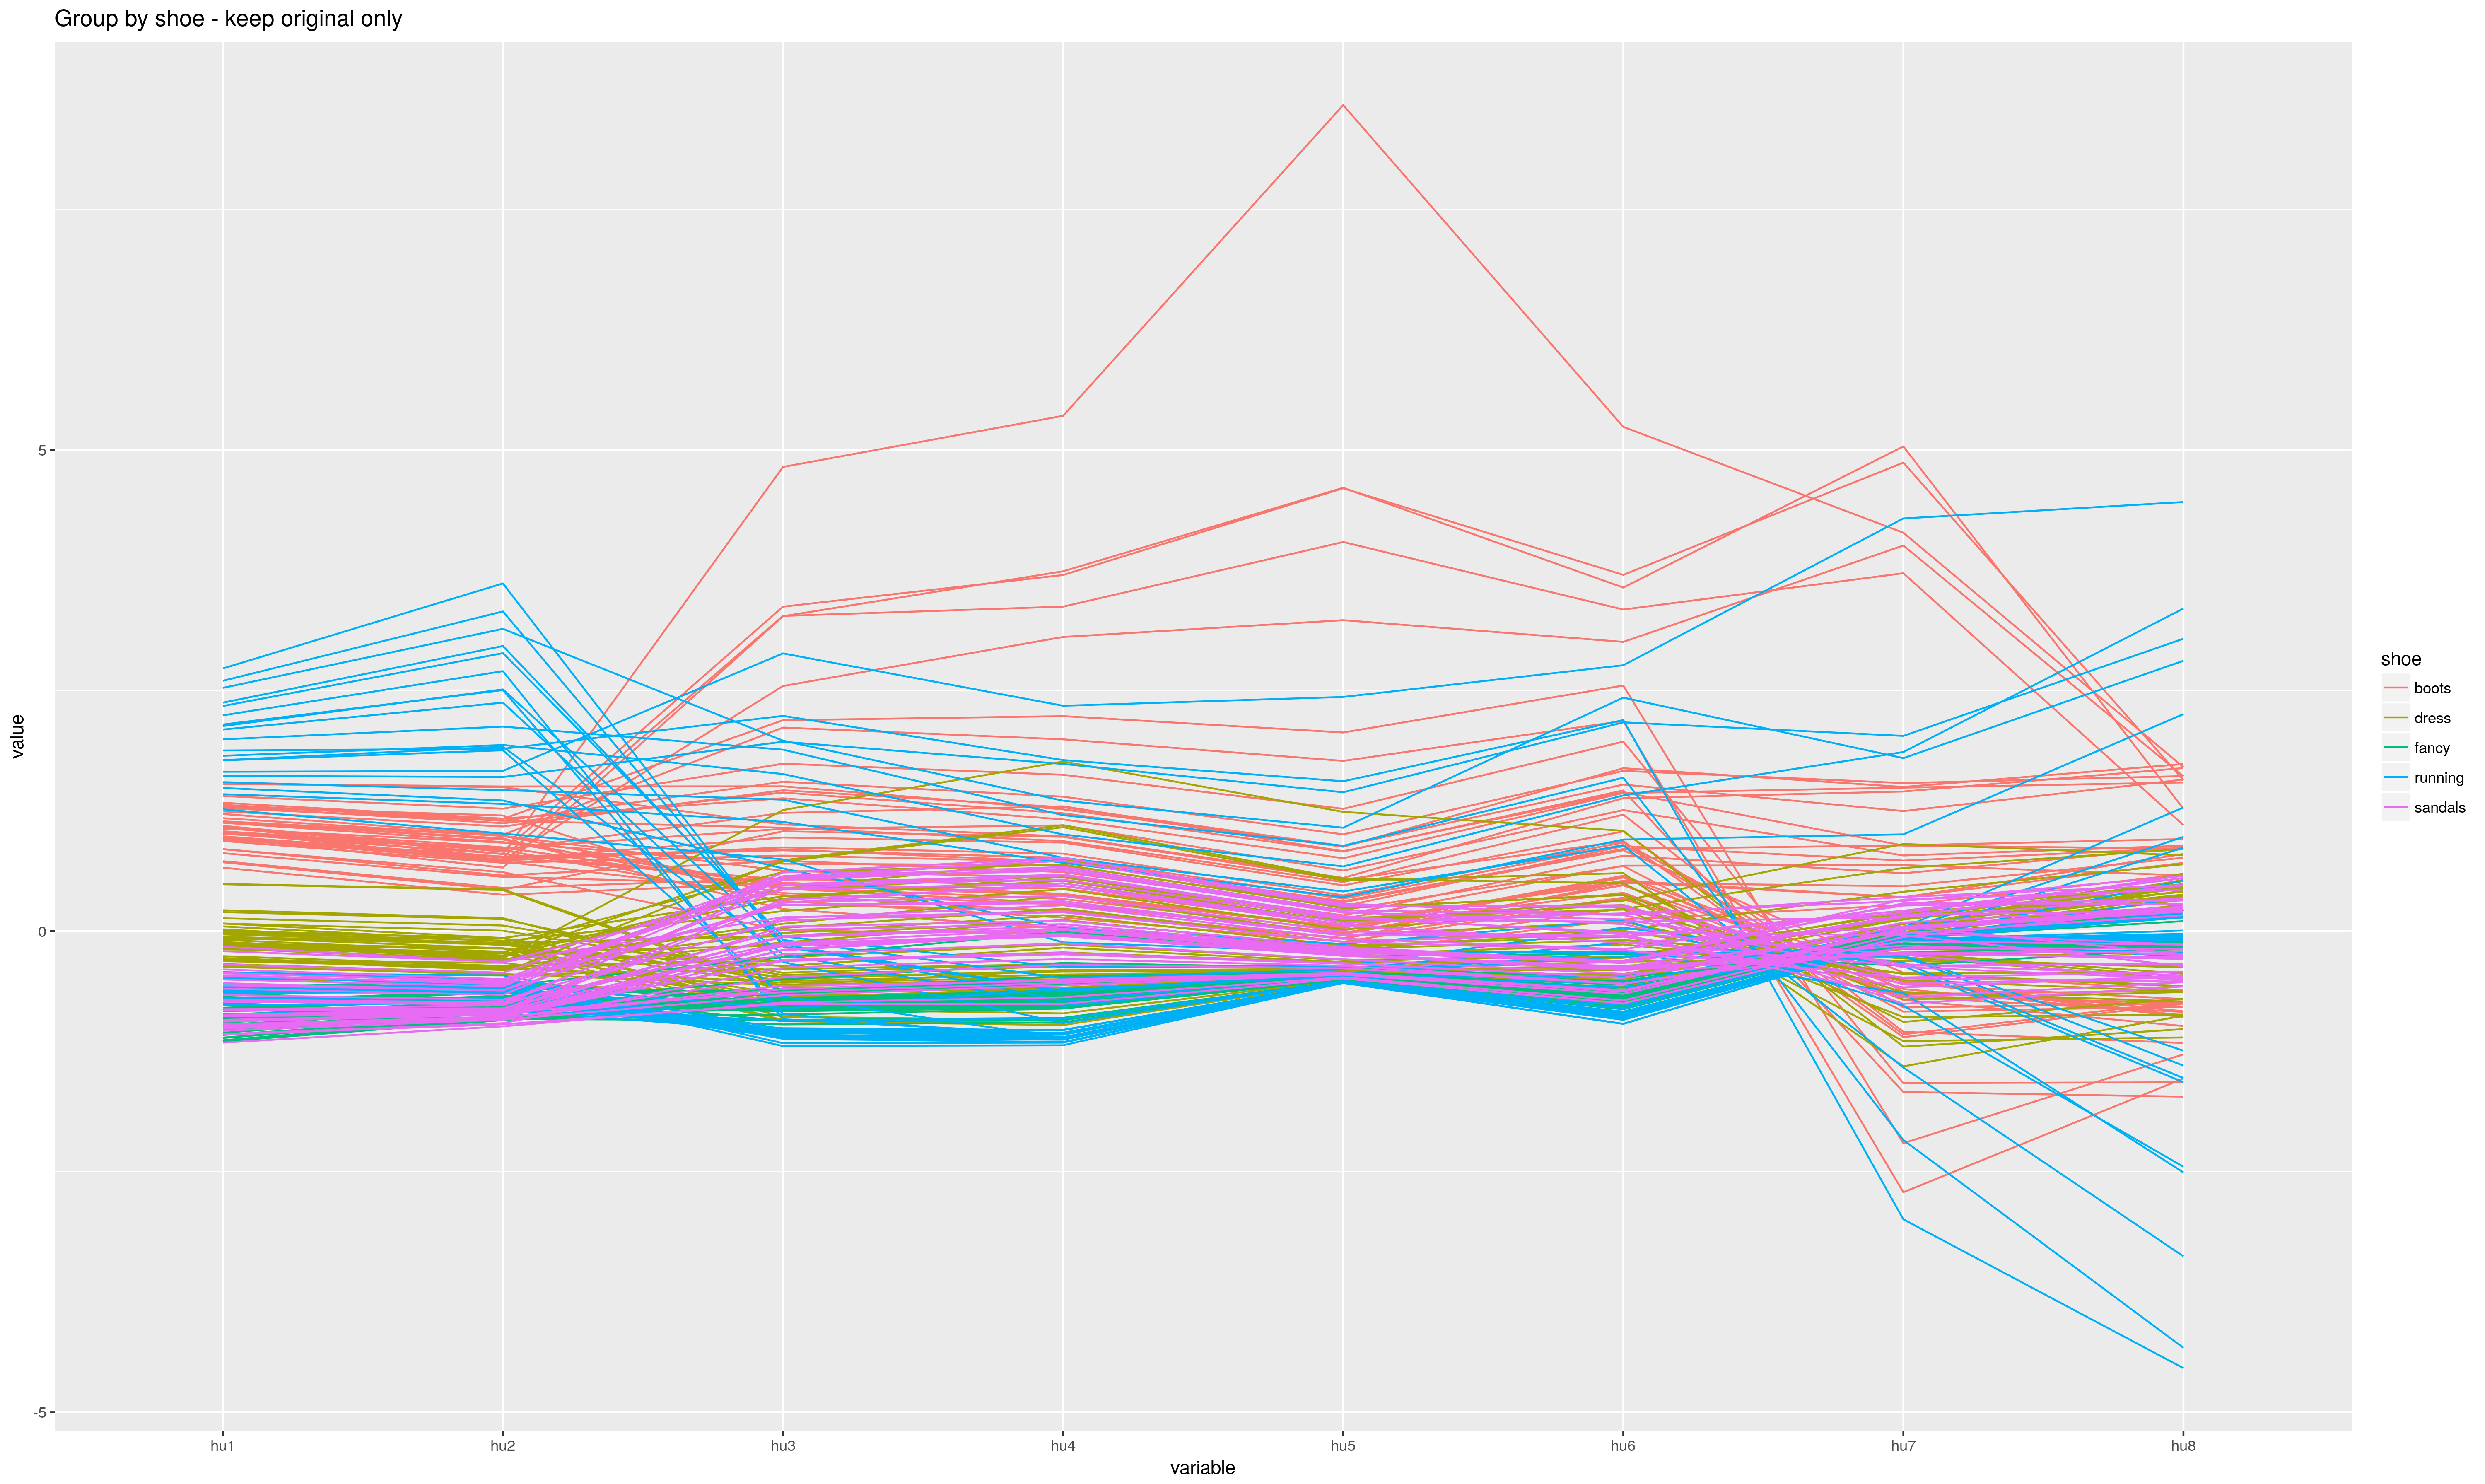 Group by shoe - keep original only
value
5
0
-5
hu1 hu2 hu3 hu4 hu5 hu6 hu7 hu8
variable
shoe
boots
dress
fancy
running
sandals